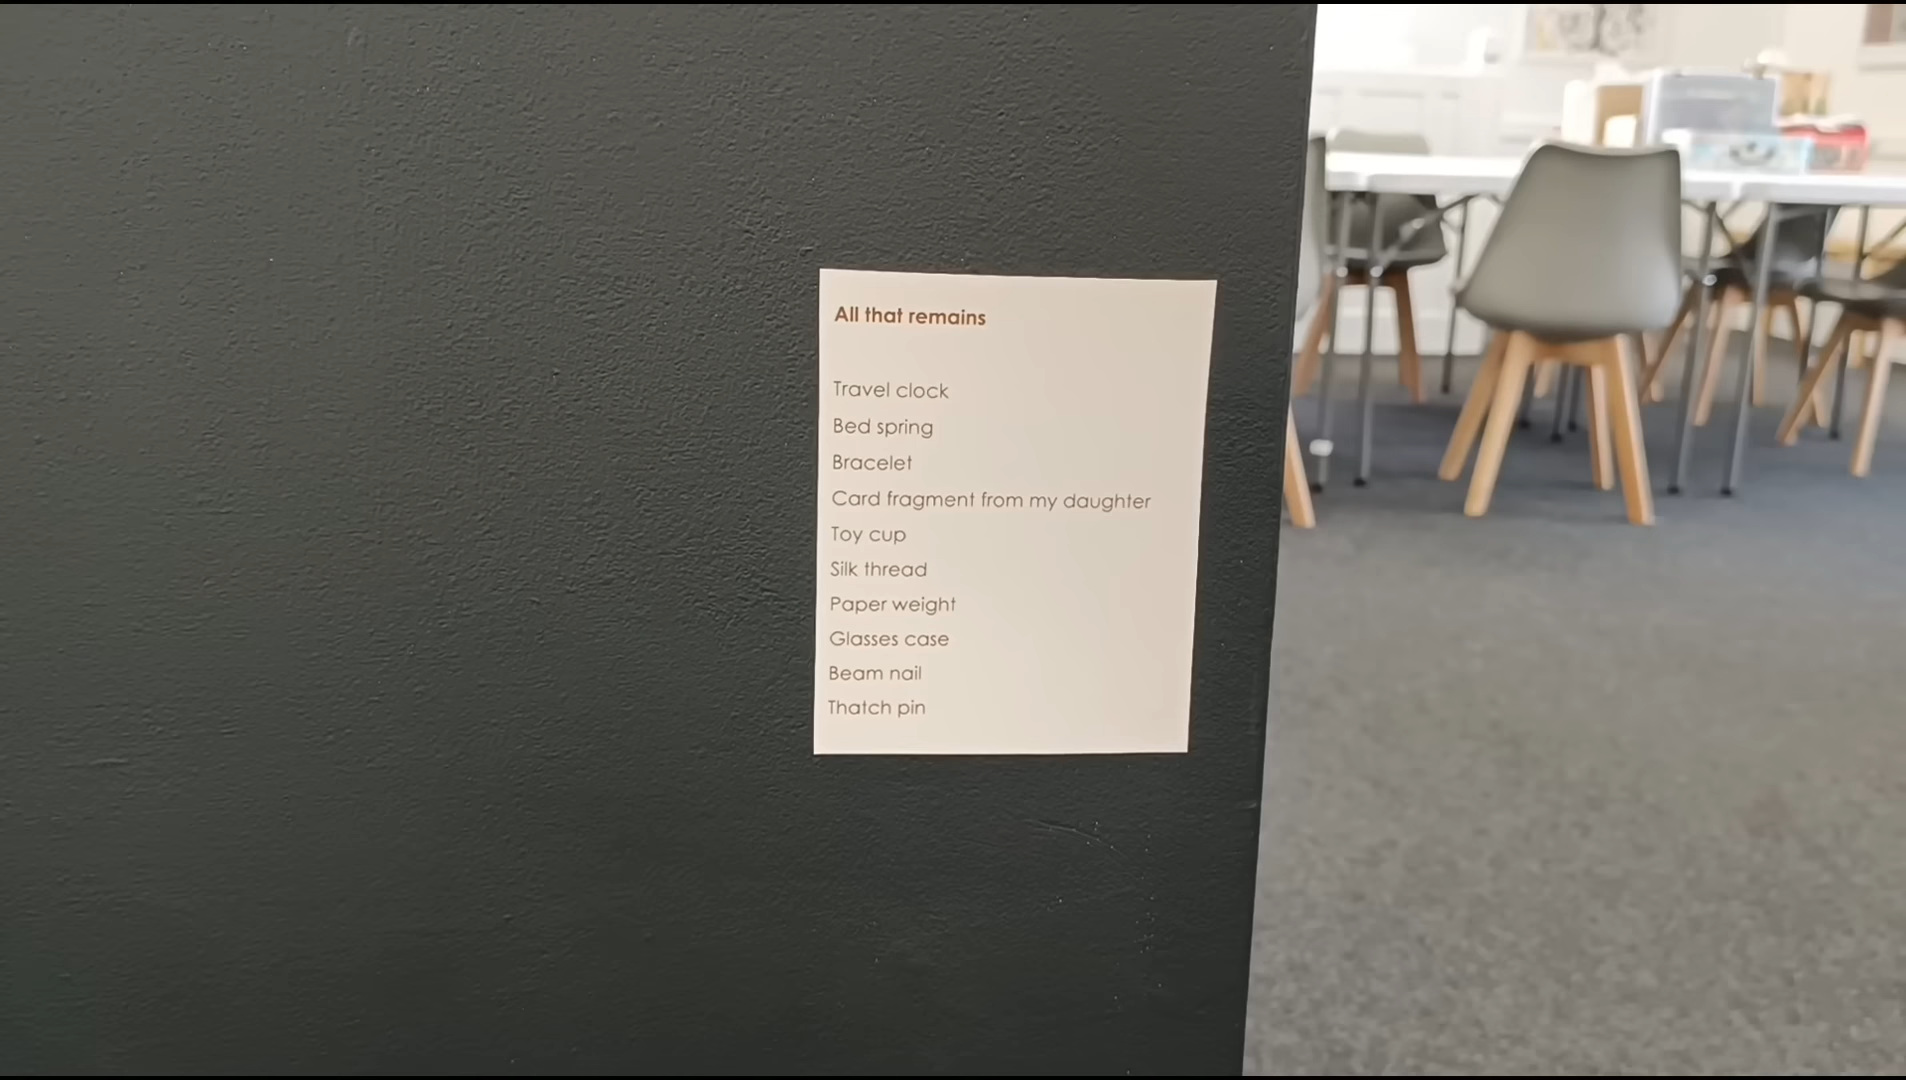 All that remains
Travel clock
Bed spring
Bracelet
Card fragment from my daughter
Toy cup
Silk thread
Paper weight
Glasses case
Beam nail
Thatch pin